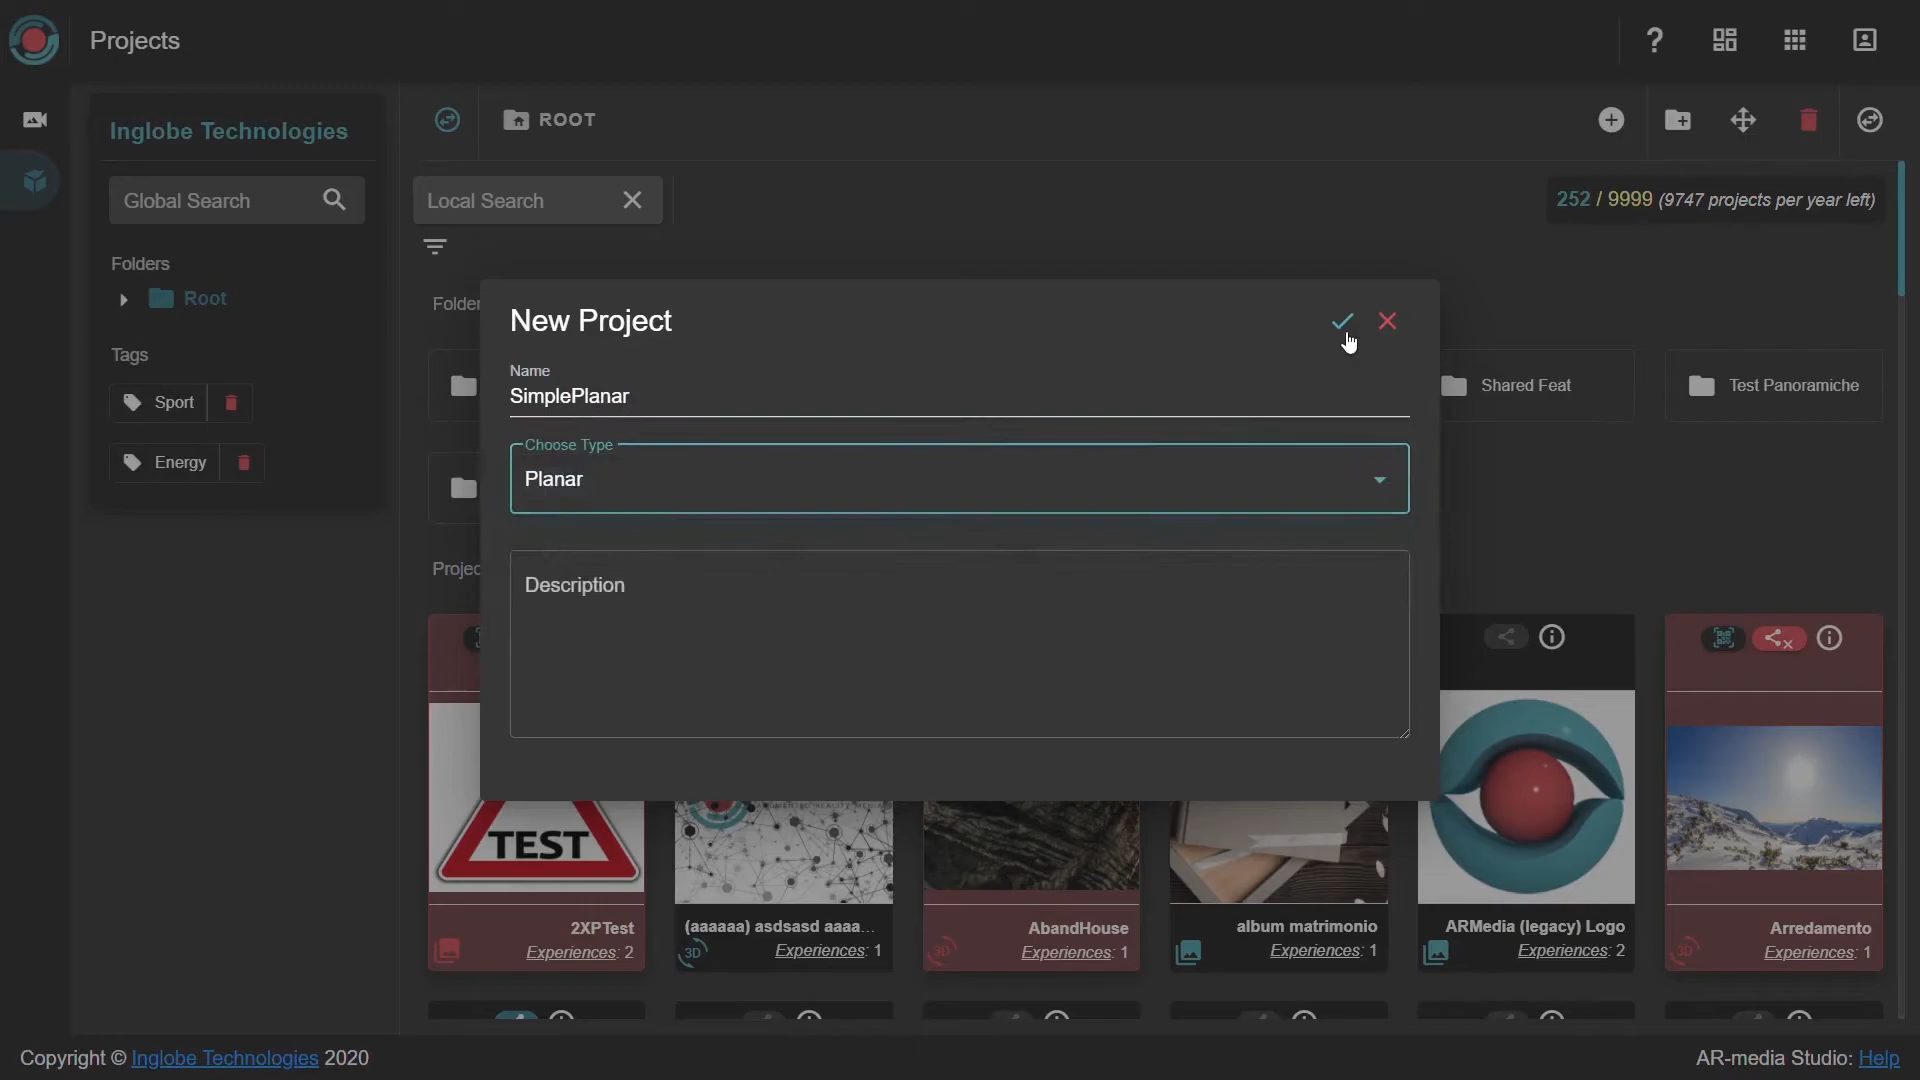 Projects
?
Inglobe Technologies
ROOT
Global Search
Local Search
252 / 9999 (9747 projects per year left)
Folders
Root
Tags
Sport
Energy
Folder
New Project
Name
SimplePlanar
Choose Type
Planar
Description
Shared Feat
Test Panoramiche
Projec
TEST
2XPTest
Experiences: 2
(aaaaaa) asdsasd aaaa...
3D
Experiences: 1
AbandHouse
3D
Experiences: 1
album matrimonio
Experiences: 1
ARMedia (legacy) Logo
Experiences: 2
Arredamento
3D
Experiences: 1
Copyright © Inglobe Technologies 2020
AR-media Studio: Help